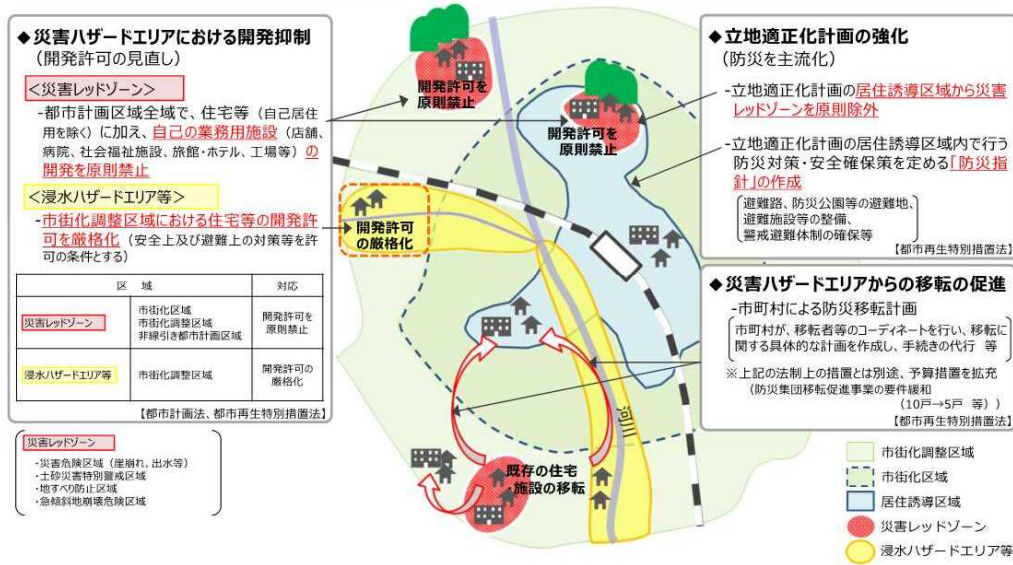 ◆災害ハザードエリアにおける開発抑制
（開発許可の見直し）
＜災害レッドゾーン＞
-都市計画区域全域で、住宅等（自己居住
用を除く）に加え、自己の業務用施設（店舗、
病院、社会福祉施設、旅館・ホテル、工場等）の
開発を原則禁止
＜浸水ハザードエリア等＞
-市街化調整区域における住宅等の開発許
可を厳格化（安全上及び避難上の対策等を許
可の条件とする）
区　域
対応
災害レッドゾーン
市街化区域
市街化調整区域
非線引き都市計画区域
開発許可を
原則禁止
浸水ハザードエリア等
市街化調整区域
開発許可の
厳格化
【都市計画法、都市再生特別措置法】
災害レッドゾーン
・災害危険区域（崖崩れ、出水等）
・土砂災害特別警戒区域
・地すべり防止区域
・急傾斜地崩壊危険区域
開発許可を
原則禁止
開発許可を
原則禁止
開発許可
の厳格化
河川
既存の住宅
・施設の移転
◆立地適正化計画の強化
（防災を主流化）
-立地適正化計画の居住誘導区域から災害
レッドゾーンを原則除外
-立地適正化計画の居住誘導区域内で行う
防災対策・安全確保策を定める「防災指
針」の作成
避難路、防災公園等の避難地、
避難施設等の整備、
警戒避難体制の確保等
【都市再生特別措置法】
◆災害ハザードエリアからの移転の促進
-市町村による防災移転計画
市町村が、移転者等のコーディネートを行い、移転に
関する具体的な計画を作成し、手続きの代行 等
※上記の法制上の措置とは別途、予算措置を拡充
（防災集団移転促進事業の要件緩和
（10戸→5戸 等））
【都市再生特別措置法】
市街化調整区域
市街化区域
居住誘導区域
災害レッドゾーン
浸水ハザードエリア等